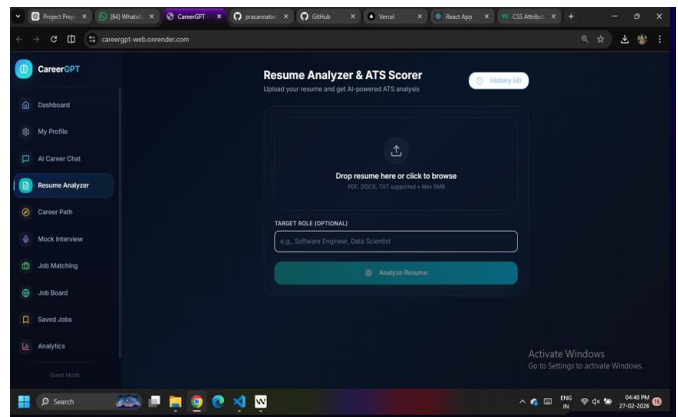 Project Prep
(64) WhatsA
CareerGPT
prasannata
GitHub
Vercel
React App
CSS Attribut
careergpt-web.onrender.com
CareerGPT
Dashboard
My Profile
AI Career Chat
Resume Analyzer
Career Path
Mock Interview
Job Matching
Job Board
Saved Jobs
Analytics
Guest Mode
Resume Analyzer & ATS Scorer
Upload your resume and get AI-powered ATS analysis
History (4)
Drop resume here or click to browse
PDF, DOCX, TXT supported • Max 5MB
TARGET ROLE (OPTIONAL)
e.g., Software Engineer, Data Scientist
Analyze Resume
Activate Windows
Go to Settings to activate Windows.
Search
ENG
IN
04:40 PM
27-02-2026